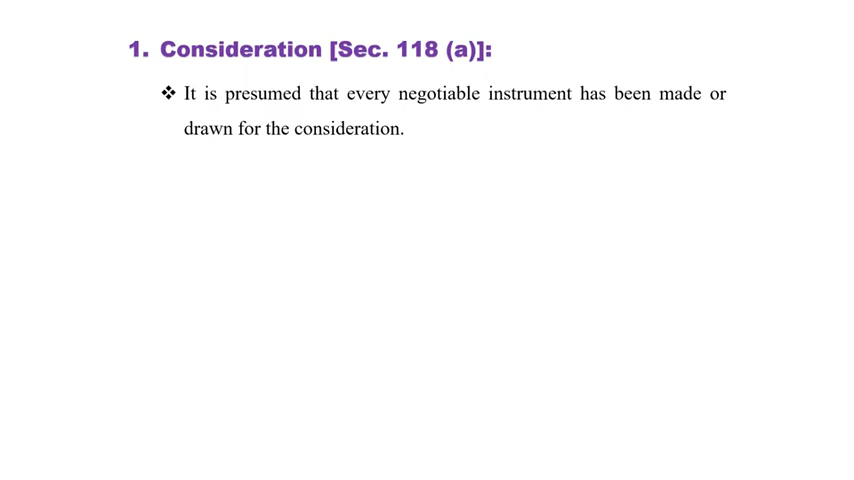 1. Consideration [Sec. 118 (a)]:
❖ It is presumed that every negotiable instrument has been made or
drawn for the consideration.